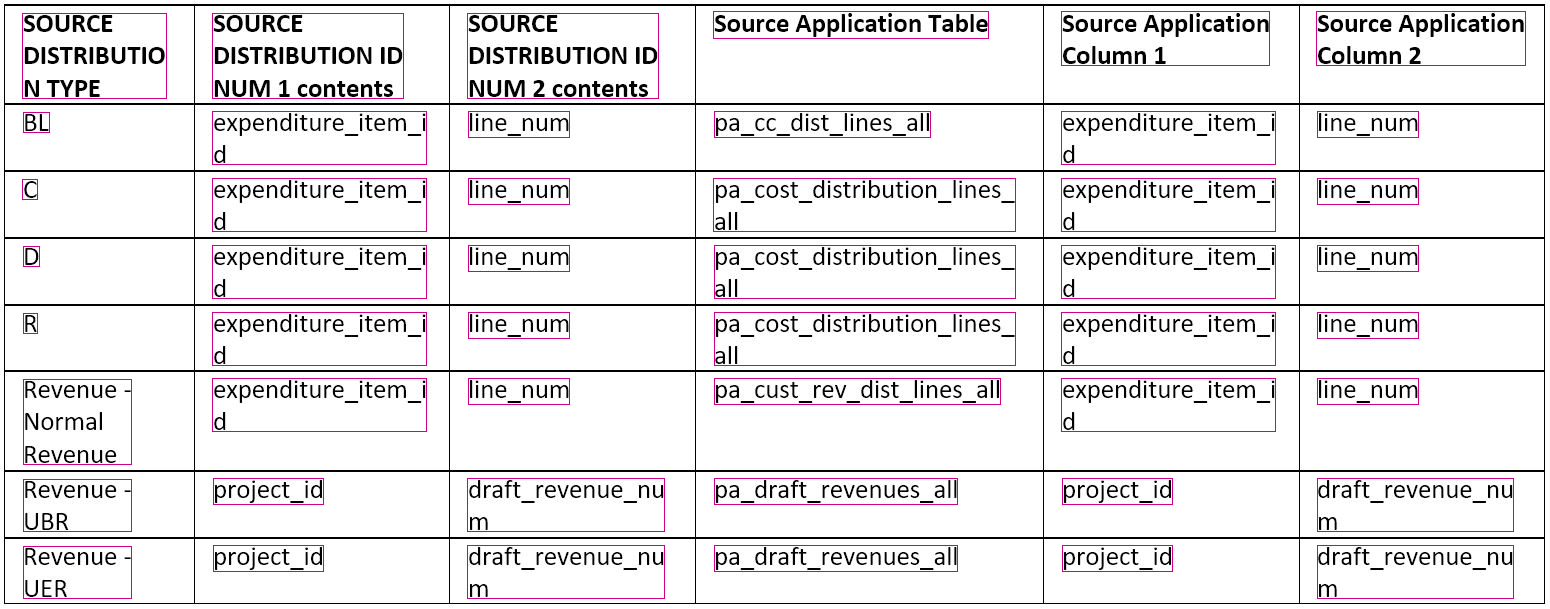 SOURCE DISTRIBUTIO N TYPE | SOURCE DISTRIBUTION ID NUM 1 contents | SOURCE DISTRIBUTION ID NUM 2 contents | Source Application Table | Source Application Column 1 | Source Application Column 2
BL | expenditure_item_id | line_num | pa_cc_dist_lines_all | expenditure_item_id | line_num
C | expenditure_item_id | line_num | pa_cost_distribution_lines_all | expenditure_item_id | line_num
D | expenditure_item_id | line_num | pa_cost_distribution_lines_all | expenditure_item_id | line_num
R | expenditure_item_id | line_num | pa_cost_distribution_lines_all | expenditure_item_id | line_num
Revenue - Normal Revenue | expenditure_item_id | line_num | pa_cust_rev_dist_lines_all | expenditure_item_id | line_num
Revenue - UBR | project_id | draft_revenue_num | pa_draft_revenues_all | project_id | draft_revenue_num
Revenue - UER | project_id | draft_revenue_num | pa_draft_revenues_all | project_id | draft_revenue_num